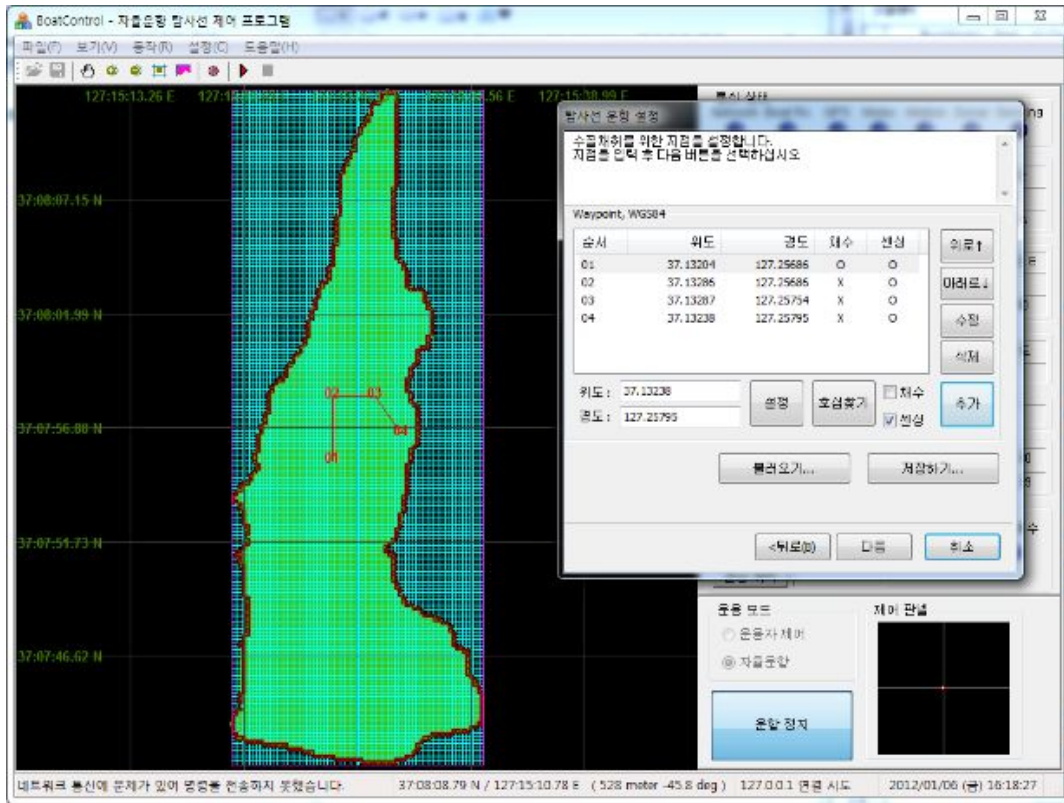 BoatControl - 자율운항 탐사선 제어 프로그램
파일(F) 보기(V) 동작(R) 설정(C) 도움말(H)
127:15:13.26 E
127:15:38.99 E
37:08:07.15 N
37:08:01.99 N
37:07:56.88 N
37:07:51.73 N
37:07:46.62 N
02 03
04
01
통신 상태
탐사선 운항 설정
수질채취를 위한 지점을 설정합니다.
지점을 입력 후 다음 버튼을 선택하십시오
Waypoint, WGS84
순서 위도 경도 채수 센싱
01 37.13204 127.25686 O O
02 37.13286 127.25686 X O
03 37.13287 127.25754 X O
04 37.13238 127.25795 X O
위로↑
아래로↓
수정
삭제
추가
위도: 37.13238
경도: 127.25795
설정
호심찾기
채수
센싱
불러오기... 저장하기...
<뒤로(B) 다음 취소
운용 모드
운용자 제어
자율운항
운항 정지
제어 판넬
네트워크 통신에 문제가 있어 명령을 전송하지 못했습니다. 37:08:08.79 N / 127:15:10.78 E ( 528 meter -45.8 deg ) 127.0.0.1 연결 시도 2012/01/06 (금) 16:18:27